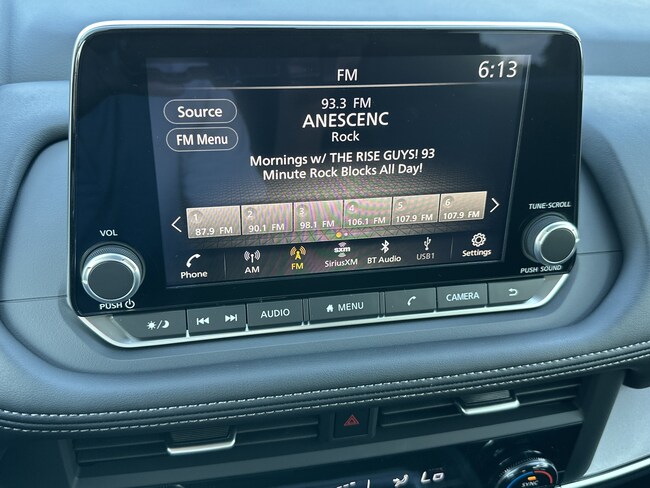 FM
6:13
Source
FM Menu
93.3 FM
ANESCENC
Rock
Mornings w/ THE RISE GUYS! 93
Minute Rock Blocks All Day!
1 2 3 4 5 6
87.9 FM 90.1 FM 98.1 FM 106.1 FM 107.9 FM 107.9 FM
Phone
AM
FM
sxm
SiriusXM
BT Audio
USB1
Settings
VOL
PUSH
TUNE·SCROLL
PUSH SOUND
AUDIO
MENU
CAMERA
Lo
SYNC